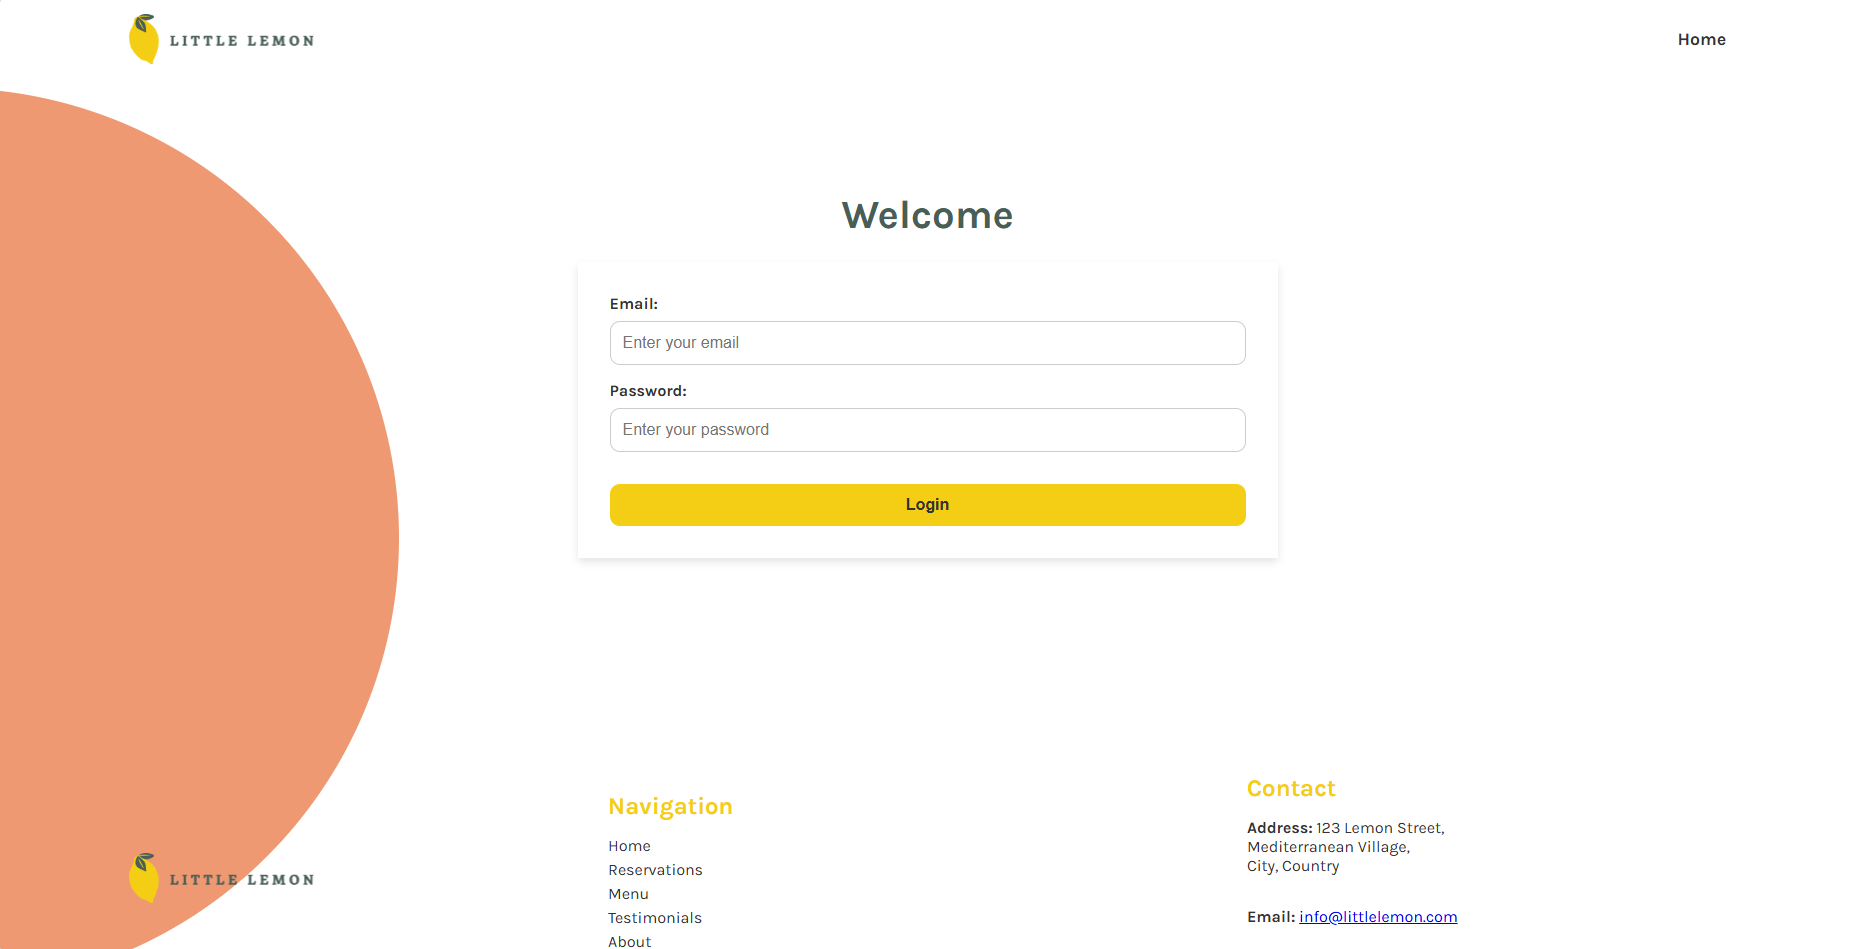 LITTLE LEMON
Home
Welcome
Email:
Enter your email
Password:
Enter your password
Login
LITTLE LEMON
Navigation
Home
Reservations
Menu
Testimonials
About
Contact
Address: 123 Lemon Street,
Mediterranean Village,
City, Country
Email: info@littlelemon.com